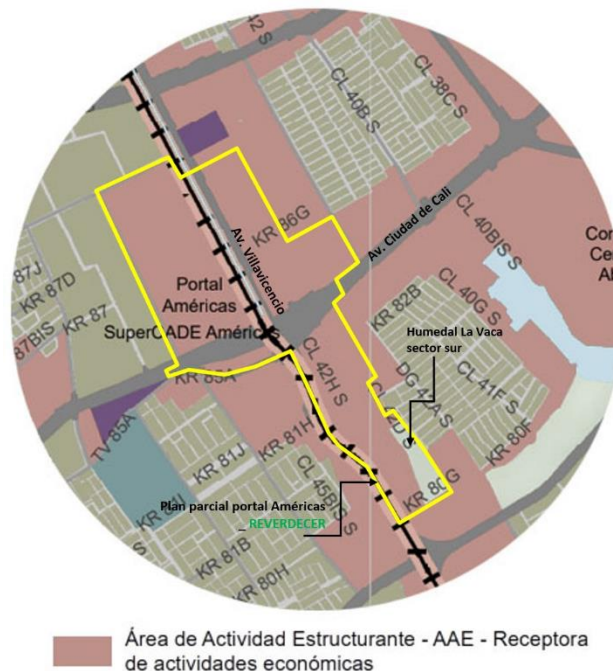 42 S
CL 38C S
CL 40B S
KR 86G
Av. Ciudad de Cali
Av. Villavicencio
CL 40BIS S
KR 87J
KR 87D
KR 87
87BIS
Portal
Américas
SuperCADE Américas
KR 82B
CL 40G S
Humedal La Vaca
sector sur
CL 42H S
KR 85A
DG 42A S
CL 41F S
TV 85A
KR 81J
KR 81H
KR 80F
KR 80G
CL 45BIS S
Plan parcial portal Américas
REVERDECER
KR 81B
KR 80H
Área de Actividad Estructurante - AAE - Receptora
de actividades económicas